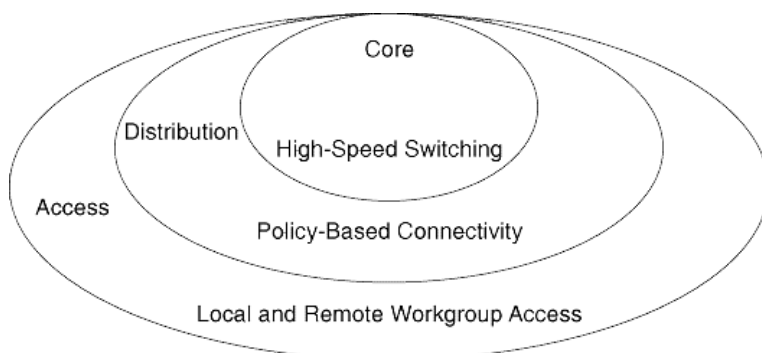 Core
Distribution
High-Speed Switching
Access
Policy-Based Connectivity
Local and Remote Workgroup Access